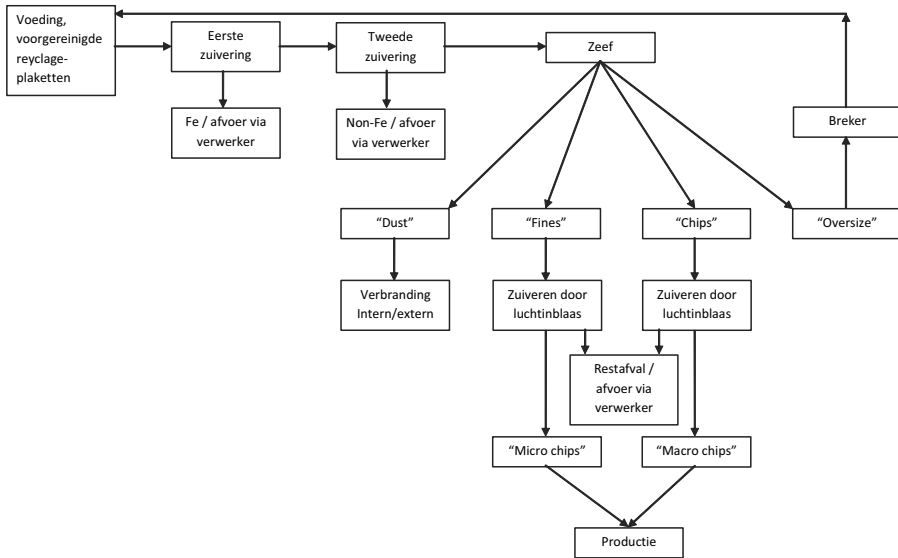 Voeding,
voorgereinigde
reyclage-
plaketten
Eerste
zuivering
Tweede
zuivering
Zeef
Fe / afvoer via
verwerker
Non-Fe / afvoer
via verwerker
Breker
“Dust”
“Fines”
“Chips”
“Oversize”
Verbranding
Intern/extern
Zuiveren door
luchtinblaas
Zuiveren door
luchtinblaas
Restafval /
afvoer via
verwerker
“Micro chips”
“Macro chips”
Productie